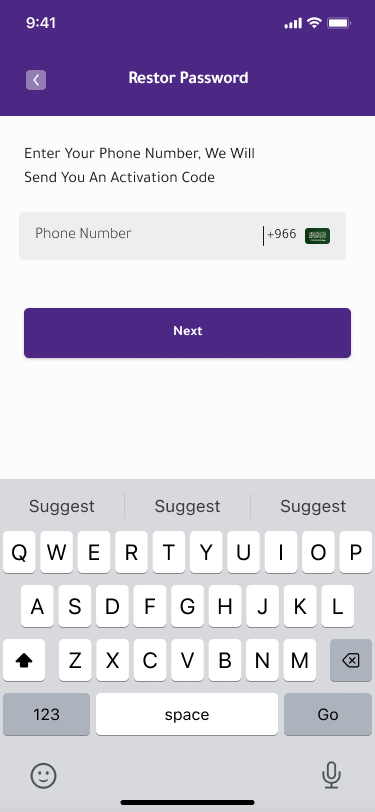 9:41
Restor Password
Enter Your Phone Number, We Will
Send You An Activation Code
Phone Number
+966
Next
Suggest Suggest Suggest
Q W E R T Y U I O P
A S D F G H J K L
Z X C V B N M
123 space Go